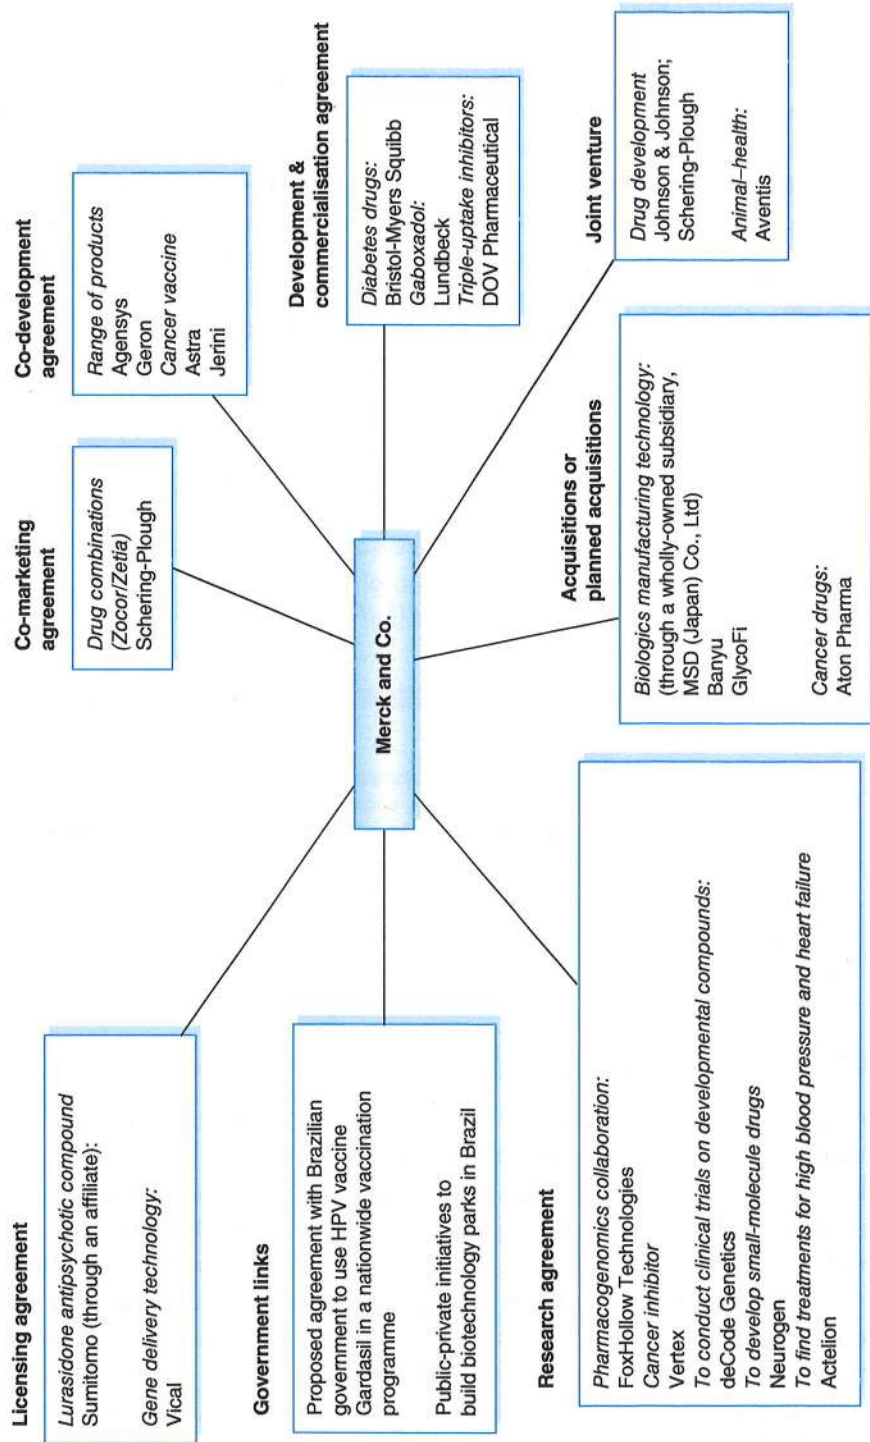 Licensing agreement
Lurasidone antipsychotic compound
Sumitomo (through an affiliate):
Gene delivery technology:
Vical
Government links
Proposed agreement with Brazilian
government to use HPV vaccine
Gardasil in a nationwide vaccination
programme
Public-private initiatives to
build biotechnology parks in Brazil
Research agreement
Pharmacogenomics collaboration:
FoxHollow Technologies
Cancer inhibitor
Vertex
To conduct clinical trials on developmental compounds:
deCode Genetics
To develop small-molecule drugs
Neurogen
To find treatments for high blood pressure and heart failure
Actelion
Merck and Co.
Co-marketing
agreement
Drug combinations
(Zocor/Zetia)
Schering-Plough
Co-development
agreement
Range of products
Agensys
Geron
Cancer vaccine
Astra
Jerini
Development &
commercialisation agreement
Diabetes drugs:
Bristol-Myers Squibb
Gaboxadol:
Lundbeck
Triple-uptake inhibitors:
DOV Pharmaceutical
Joint venture
Drug development
Johnson & Johnson;
Schering-Plough
Animal–health:
Aventis
Acquisitions or
planned acquisitions
Biologics manufacturing technology:
(through a wholly-owned subsidiary,
MSD (Japan) Co., Ltd)
Banyu
GlycoFi
Cancer drugs:
Aton Pharma